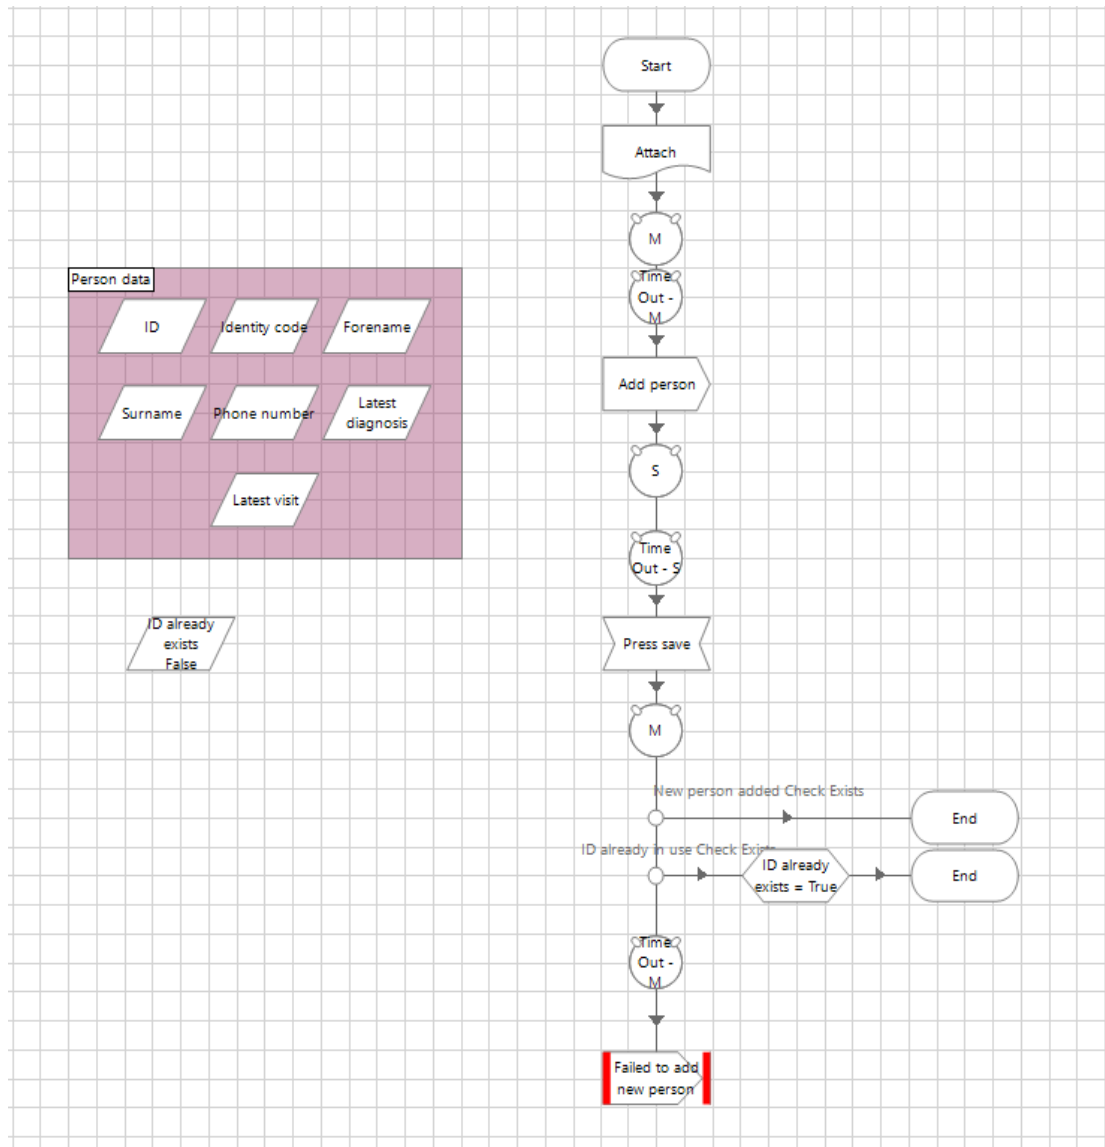 Start
Attach
M
Time
Out -
M
Person data
ID
Identity code
Forename
Surname
Phone number
Latest
diagnosis
Latest visit
ID already
exists
False
Add person
S
Time
Out - S
Press save
M
New person added Check Exists
End
ID already in use Check Exists
ID already
exists = True
End
Time
Out -
M
Failed to add
new person